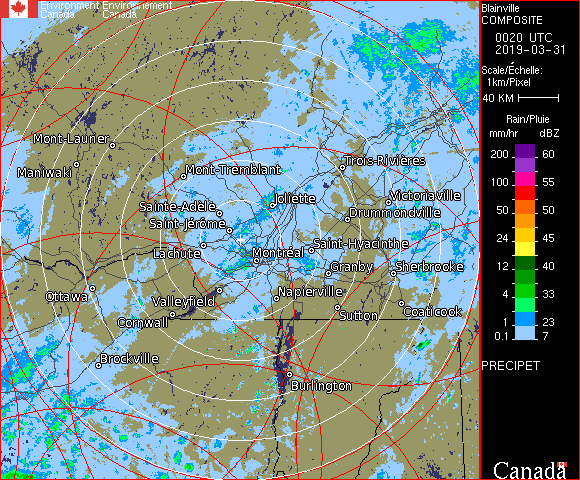 Environment Environnement
Canada Canada
Blainville
COMPOSITE
0020 UTC
2019-03-31
Scale/Échelle:
1km/Pixel
40 KM
Rain/Pluie
mm/hr dBZ
200 60
100 55
50 50
24 45
12 40
4 33
1 23
0.1 7
PRECIPET
Canada
Mont-Laurier
Maniwaki
Mont-Tremblant
Trois-Rivières
Joliette
Victoriaville
Sainte-Adèle
Drummondville
Saint-Jérôme
Lachute
Montréal
Saint-Hyacinthe
Granby
Sherbrooke
Ottawa
Valleyfield
Napierville
Cornwall
Sutton
Coaticook
Brockville
Burlington